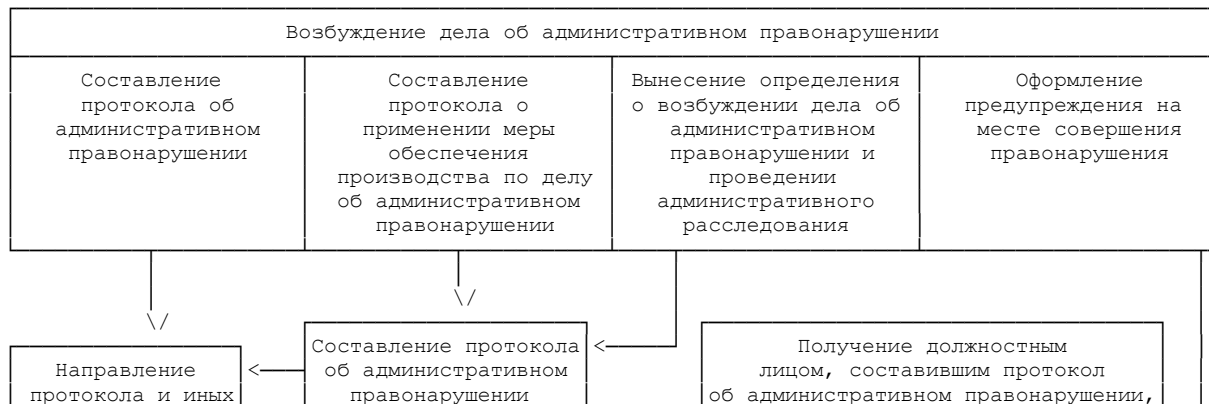 Возбуждение дела об административном правонарушении
Составление
протокола об
административном
правонарушении
Составление
протокола о
применении меры
обеспечения
производства по делу
об административном
правонарушении
Вынесение определения
о возбуждении дела об
административном
правонарушении и
проведении
административного
расследования
Оформление
предупреждения на
месте совершения
правонарушения
Направление
протокола и иных
Составление протокола
об административном
правонарушении
Получение должностным
лицом, составившим протокол
об административном правонарушении,